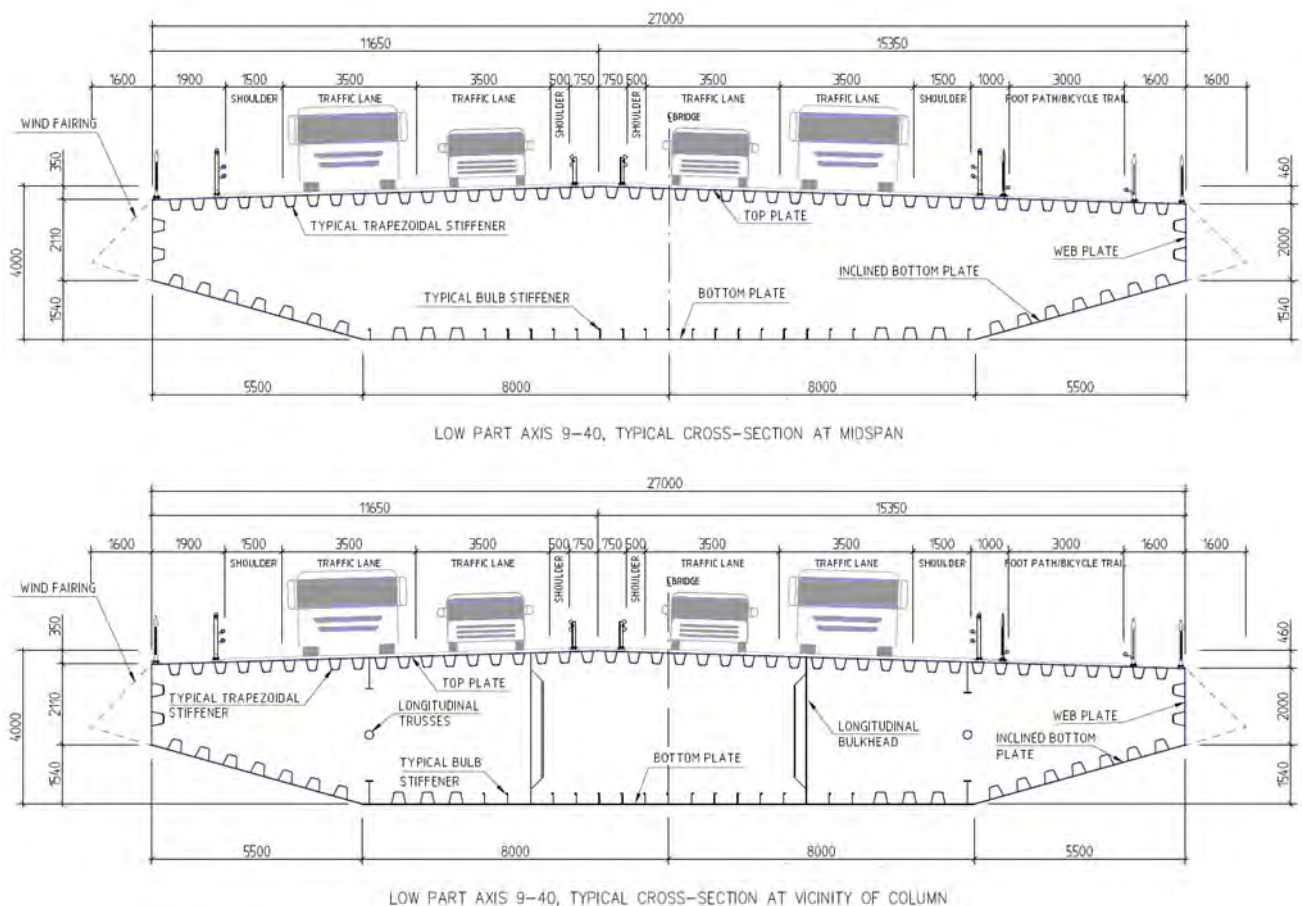 27000
11650 15350
1600 1900 1500 3500 3500 500 750 750 500 3500 3500 1500 1000 3000 1600 1600
SHOULDER TRAFFIC LANE TRAFFIC LANE SHOULDER SHOULDER TRAFFIC LANE TRAFFIC LANE SHOULDER FOOT PATH/BICYCLE TRAIL
℄BRIDGE
WIND FAIRING
350 460
TOP PLATE
TYPICAL TRAPEZOIDAL STIFFENER
WEB PLATE
4000 2110 2000
INCLINED BOTTOM PLATE
TYPICAL BULB STIFFENER BOTTOM PLATE
1540 1540
5500 8000 8000 5500
LOW PART AXIS 9-40, TYPICAL CROSS-SECTION AT MIDSPAN
27000
11650 15350
1600 1900 1500 3500 3500 500 750 750 500 3500 3500 1500 1000 3000 1600 1600
SHOULDER TRAFFIC LANE TRAFFIC LANE SHOULDER SHOULDER TRAFFIC LANE TRAFFIC LANE SHOULDER FOOT PATH/BICYCLE TRAIL
℄BRIDGE
WIND FAIRING
350 460
TYPICAL TRAPEZOIDAL
STIFFENER
TOP PLATE
LONGITUDINAL
TRUSSES
LONGITUDINAL
BULKHEAD
WEB PLATE
4000 2110 2000
INCLINED BOTTOM
PLATE
TYPICAL BULB
STIFFENER
BOTTOM PLATE
1540 1540
5500 8000 8000 5500
LOW PART AXIS 9-40, TYPICAL CROSS-SECTION AT VICINITY OF COLUMN